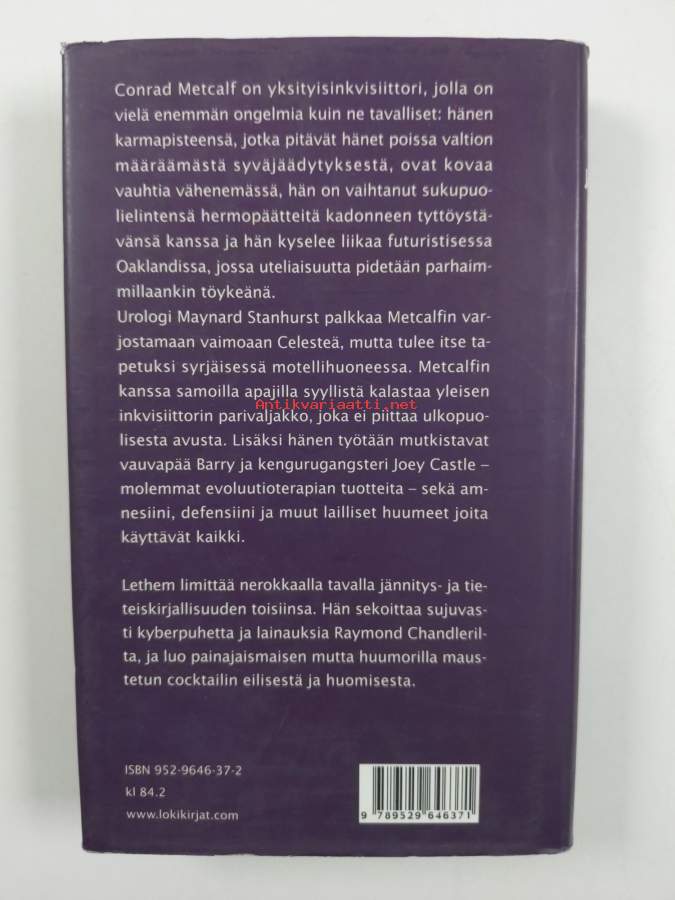 Conrad Metcalf on yksityisinkvisiittori, jolla on
vielä enemmän ongelmia kuin ne tavalliset: hänen
karmapisteensä, jotka pitävät hänet poissa valtion
määräämästä syväjäädytyksestä, ovat kovaa
vauhtia vähenemässä, hän on vaihtanut sukupuo-
lielintensä hermopäätteitä kadonneen tyttöystä-
vänsä kanssa ja hän kyselee liikaa futuristisessa
Oaklandissa, jossa uteliaisuutta pidetään parhaim-
millaankin töykeänä.
Urologi Maynard Stanhurst palkkaa Metcalfin var-
jostamaan vaimoaan Celesteä, mutta tulee itse ta-
petuksi syrjäisessä motellihuoneessa. Metcalfin
kanssa samoilla apajilla syyllistä kalastaa yleisen
Antikvariaatti.net
inkvisiittorin parivaljakko, joka ei piittaa ulkopuo-
lisesta avusta. Lisäksi hänen työtään mutkistavat
vauvapää Barry ja kengurugangsteri Joey Castle –
molemmat evoluutioterapian tuotteita – sekä am-
nesiini, defensiini ja muut lailliset huumeet joita
käyttävät kaikki.
Lethem limittää nerokkaalla tavalla jännitys- ja tie-
teiskirjallisuuden toisiinsa. Hän sekoittaa sujuvas-
ti kyberpuhetta ja lainauksia Raymond Chandleril-
ta, ja luo painajaismaisen mutta huumorilla maus-
tetun cocktailin eilisestä ja huomisesta.
ISBN 952-9646-37-2
kl 84.2
www.lokikirjat.com
9 789529 646371